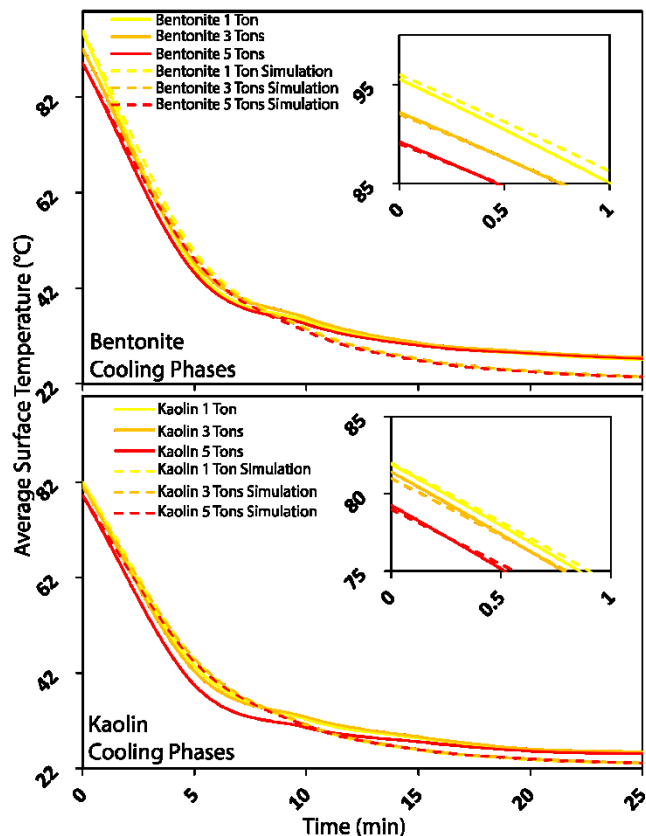 Bentonite 1 Ton
Bentonite 3 Tons
Bentonite 5 Tons
Bentonite 1 Ton Simulation
Bentonite 3 Tons Simulation
Bentonite 5 Tons Simulation
95
85
0
0.5
1
82
62
42
22
Bentonite
Cooling Phases
0
5
Average Surface Temperature (°C)
Kaolin 1 Ton
Kaolin 3 Tons
Kaolin 5 Tons
Kaolin 1 Ton Simulation
Kaolin 3 Tons Simulation
Kaolin 5 Tons Simulation
85
80
75
0
0.5
1
82
62
42
22
Kaolin
Cooling Phases
0
5
10
15
20
25
Time (min)